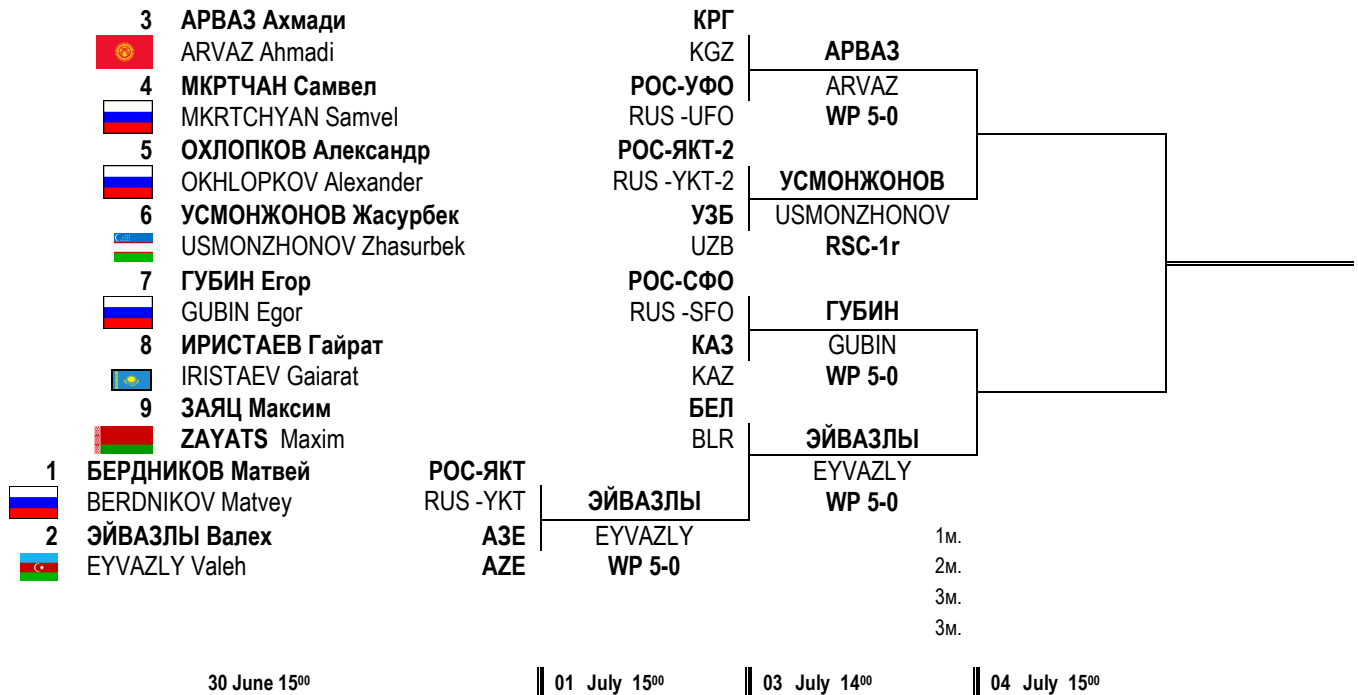 3 АРВАЗ Ахмади КРГ
ARVAZ Ahmadi KGZ АРВАЗ
4 МКРТЧАН Самвел РОС-УФО ARVAZ
MKRTCHYAN Samvel RUS -UFO WP 5-0
5 ОХЛОПКОВ Александр РОС-ЯКТ-2
OKHLOPKOV Alexander RUS -YKT-2 УСМОНЖОНОВ
6 УСМОНЖОНОВ Жасурбек УЗБ USMONZHONOV
USMONZHONOV Zhasurbek UZB RSC-1r
7 ГУБИН Егор РОС-СФО
GUBIN Egor RUS -SFO ГУБИН
8 ИРИСТАЕВ Гайрат КАЗ GUBIN
IRISTAEV Gaiarat KAZ WP 5-0
9 ЗАЯЦ Максим БЕЛ
ZAYATS Maxim BLR ЭЙВАЗЛЫ
1 БЕРДНИКОВ Матвей РОС-ЯКТ EYVAZLY
BERDNIKOV Matvey RUS -YKT ЭЙВАЗЛЫ WP 5-0
2 ЭЙВАЗЛЫ Валех АЗЕ EYVAZLY 1м.
EYVAZLY Valeh AZE WP 5-0 2м.
3м.
3м.
30 June 15⁰⁰ 01 July 15⁰⁰ 03 July 14⁰⁰ 04 July 15⁰⁰